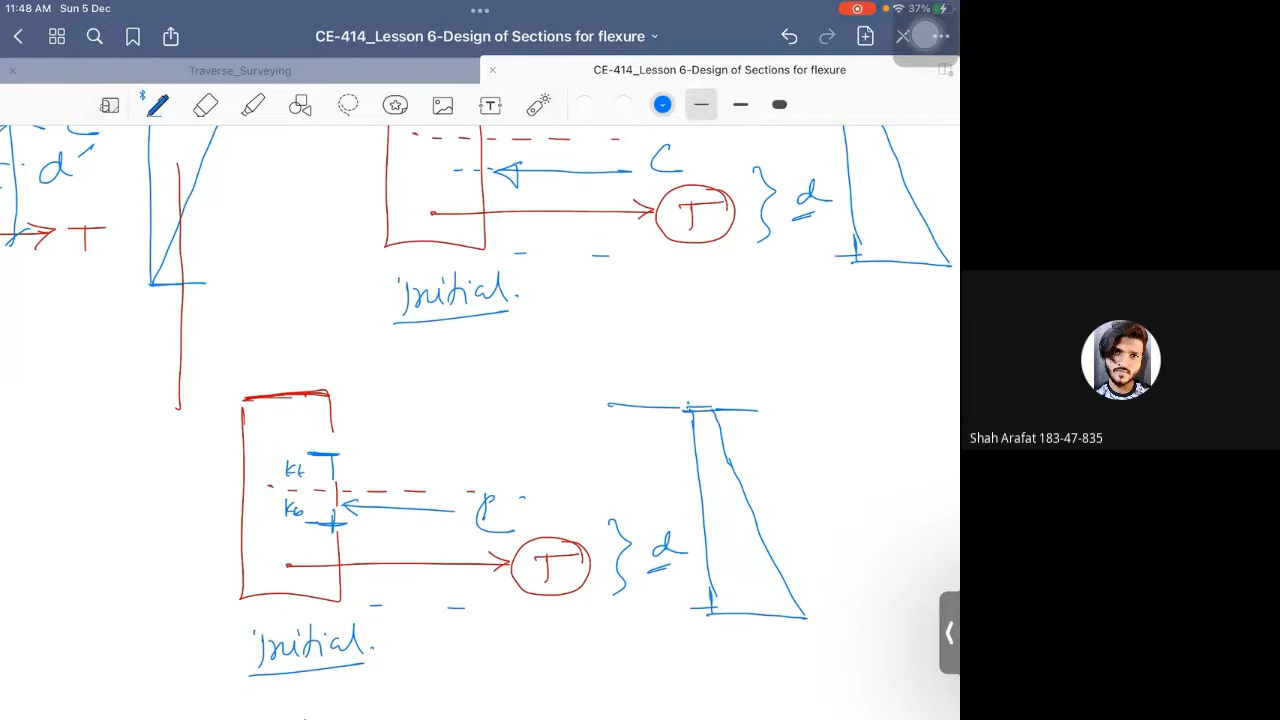 11:48 AM Sun 5 Dec
37%
CE-414_Lesson 6-Design of Sections for flexure
Traverse_Surveying
CE-414_Lesson 6-Design of Sections for flexure
T
d'
T
C
T
d
initial.
Kt
Kb
C
T
d
initial.
Shah Arafat 183-47-835